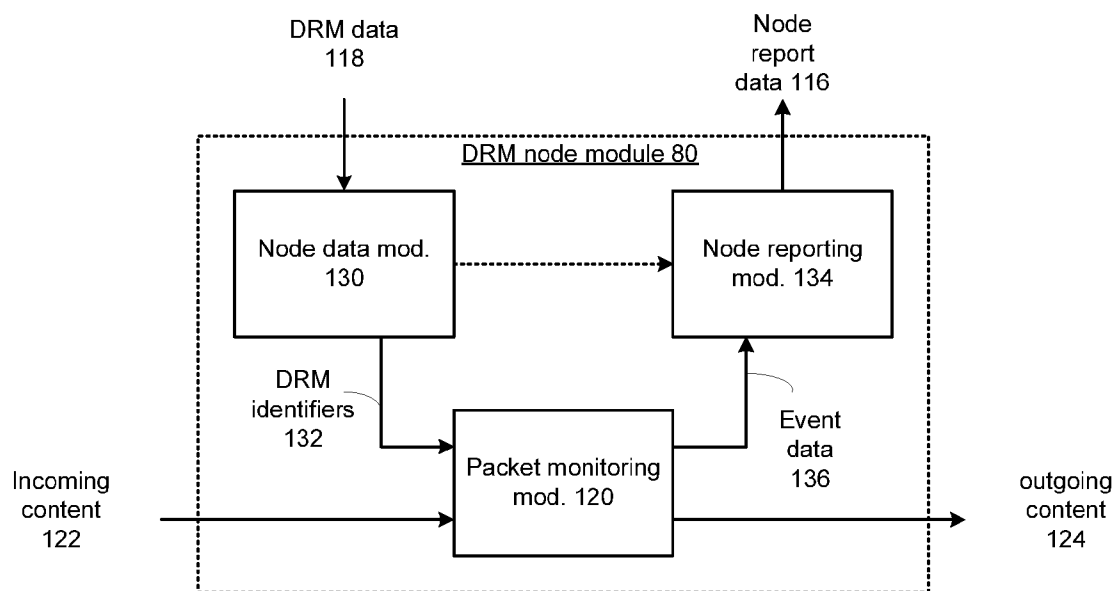 DRM data
118
Node
report
data 116
DRM node module 80
Node data mod.
130
Node reporting
mod. 134
DRM
identifiers
132
Event
data
136
Packet monitoring
mod. 120
Incoming
content
122
outgoing
content
124